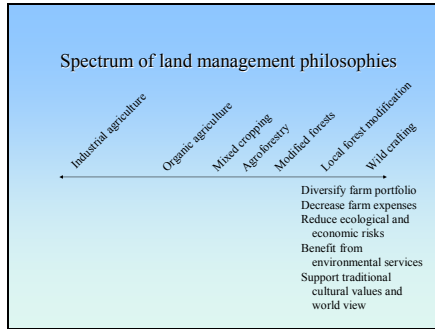 Spectrum of land management philosophies
Industrial agriculture
Organic agriculture
Mixed cropping
Agroforestry
Modified forests
Local forest modification
Wild crafting
Diversify farm portfolio
Decrease farm expenses
Reduce ecological and
economic risks
Benefit from
environmental services
Support traditional
cultural values and
world view